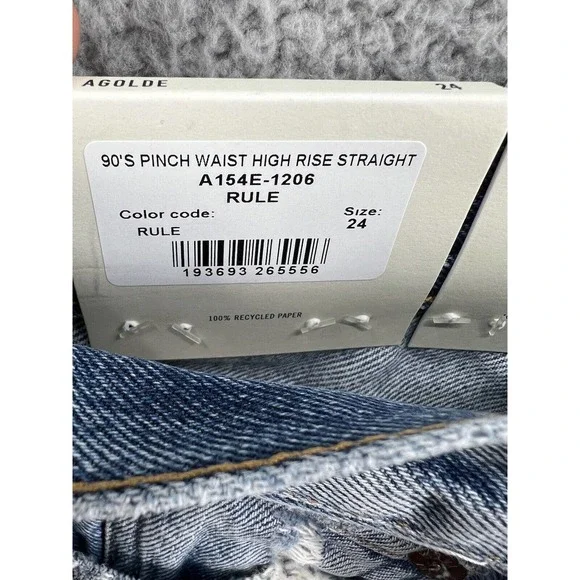 AGOLDE 24
90'S PINCH WAIST HIGH RISE STRAIGHT
A154E-1206
RULE
Color code: Size:
RULE 24
193693 265556
100% RECYCLED PAPER